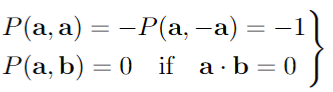 P(a, a) = −P(a, −a) = −1
P(a, b) = 0 if a · b = 0